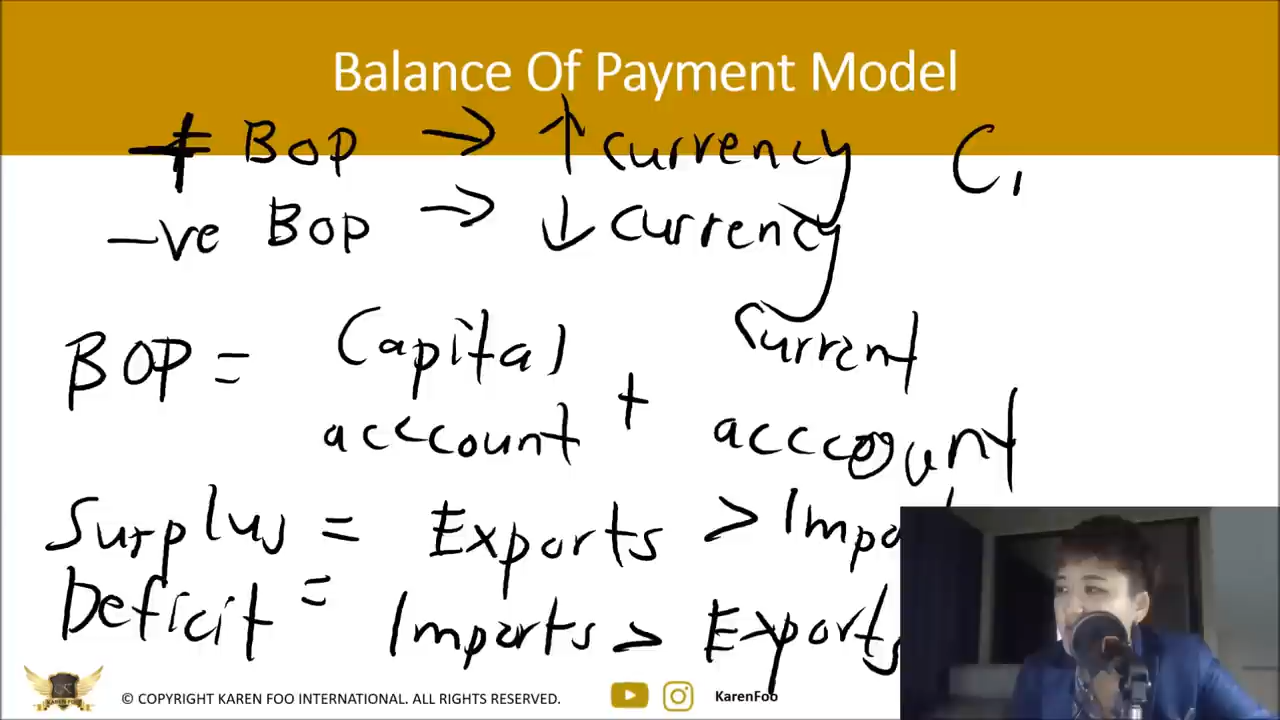 Balance Of Payment Model
+ BOP → ↑ currency C
-ve BOP → ↓ currency
BOP = Capital account + Current acccount
Surplus = Exports > Impo
Deficit = Imports > Exports
© COPYRIGHT KAREN FOO INTERNATIONAL. ALL RIGHTS RESERVED. KarenFoo